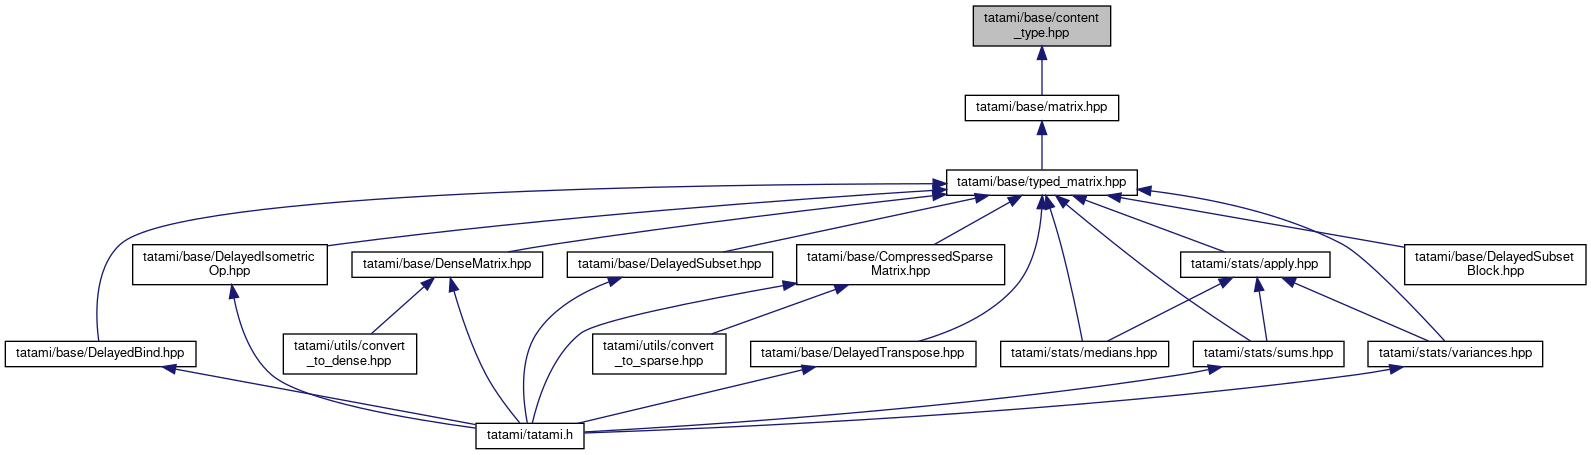 tatami/base/content
_type.hpp
tatami/base/matrix.hpp
tatami/base/typed_matrix.hpp
tatami/base/DelayedIsometric
Op.hpp
tatami/base/DenseMatrix.hpp
tatami/base/DelayedSubset.hpp
tatami/base/CompressedSparse
Matrix.hpp
tatami/stats/apply.hpp
tatami/base/DelayedSubset
Block.hpp
tatami/base/DelayedBind.hpp
tatami/utils/convert
_to_dense.hpp
tatami/utils/convert
_to_sparse.hpp
tatami/base/DelayedTranspose.hpp
tatami/stats/medians.hpp
tatami/stats/sums.hpp
tatami/stats/variances.hpp
tatami/tatami.h